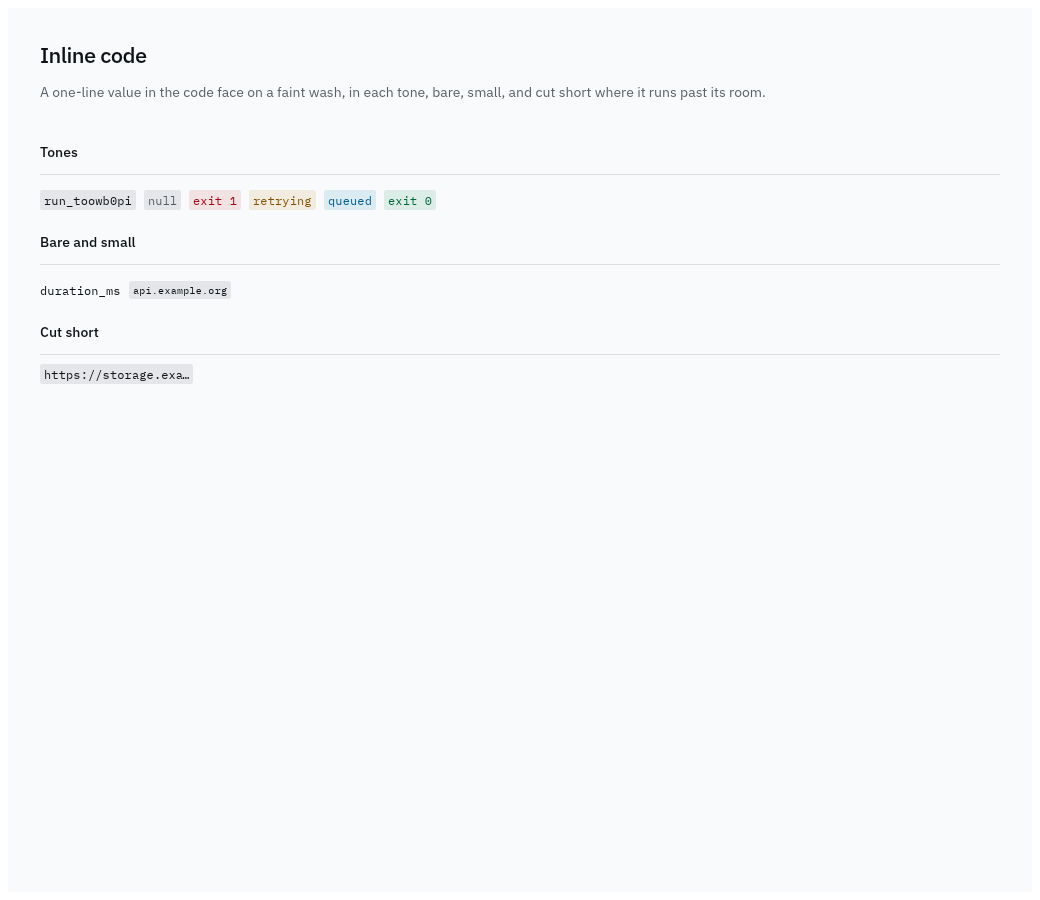 Inline code
A one-line value in the code face on a faint wash, in each tone, bare, small, and cut short where it runs past its room.
Tones
run_toowb0pi null exit 1 retrying queued exit 0
Bare and small
duration_ms api.example.org
Cut short
https://storage.exa…